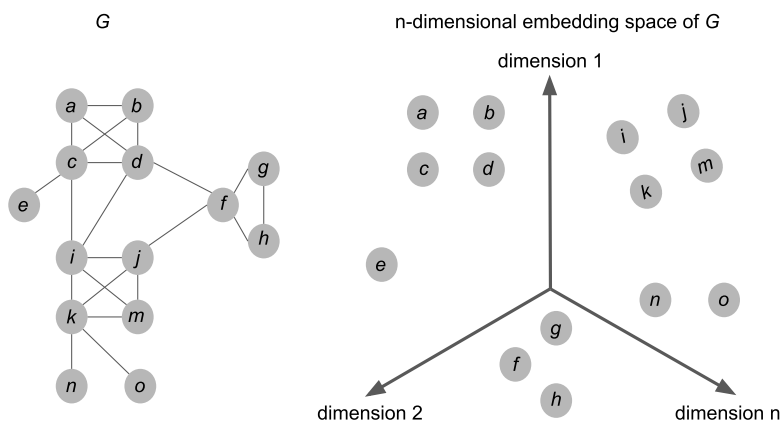 G
n-dimensional embedding space of G
dimension 1
a b
c d
e
f
g
h
i j
k m
n o
a b
c d
e
i
j
k
m
n o
g
f
h
dimension 2
dimension n